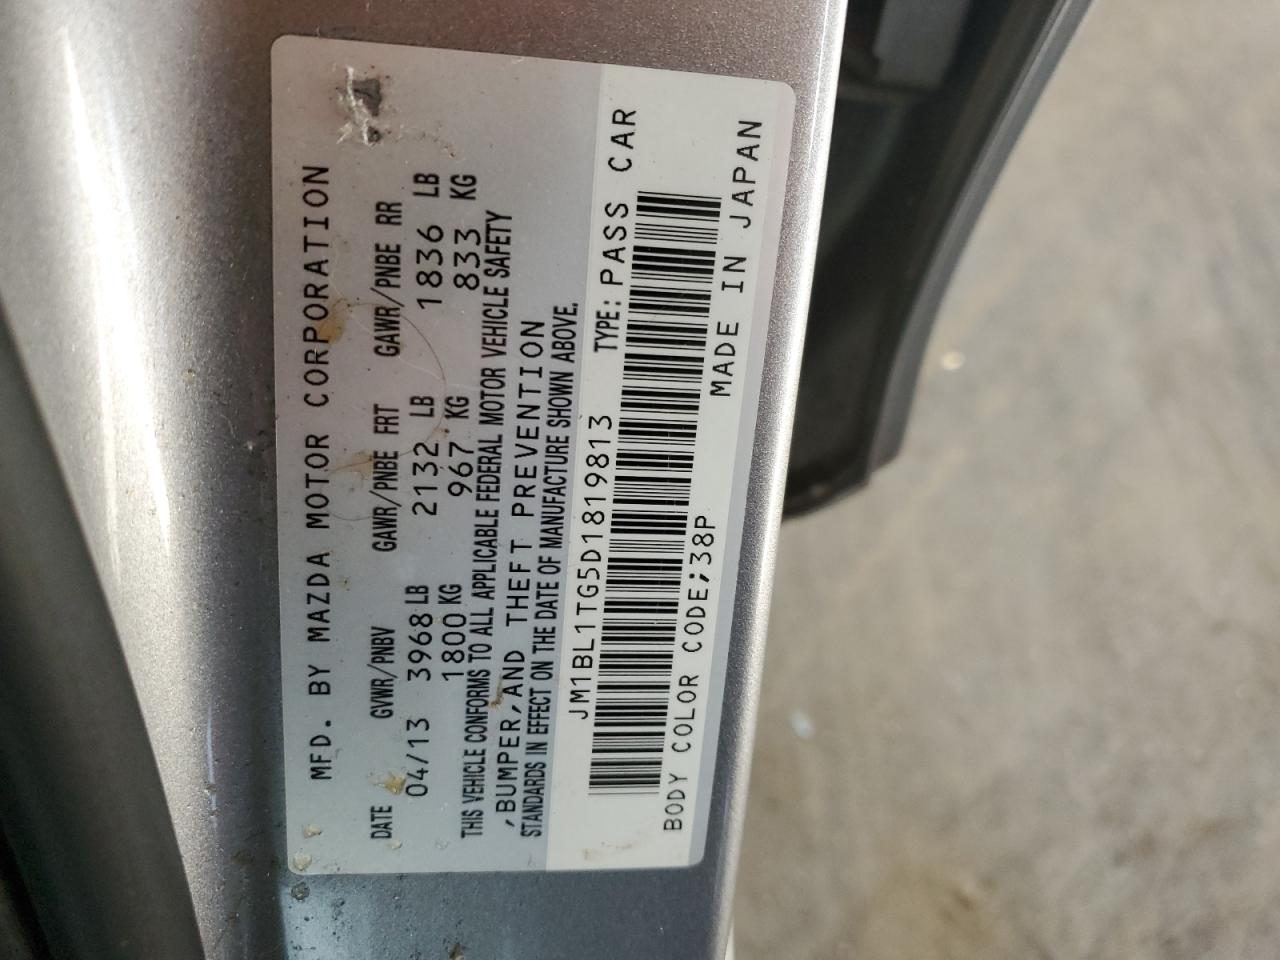 MFD. BY MAZDA MOTOR CORPORATION
DATE GVWR/PNBV GAWR/PNBE FRT GAWR/PNBE RR
04/13 3968 LB 2132 LB 1836 LB
1800 KG 967 KG 833 KG
THIS VEHICLE CONFORMS TO ALL APPLICABLE FEDERAL MOTOR VEHICLE SAFETY
,BUMPER,AND THEFT PREVENTION
STANDARDS IN EFFECT ON THE DATE OF MANUFACTURE SHOWN ABOVE.
JM1BL1TG5D1819813 TYPE: PASS CAR
BODY COLOR CODE;38P MADE IN JAPAN